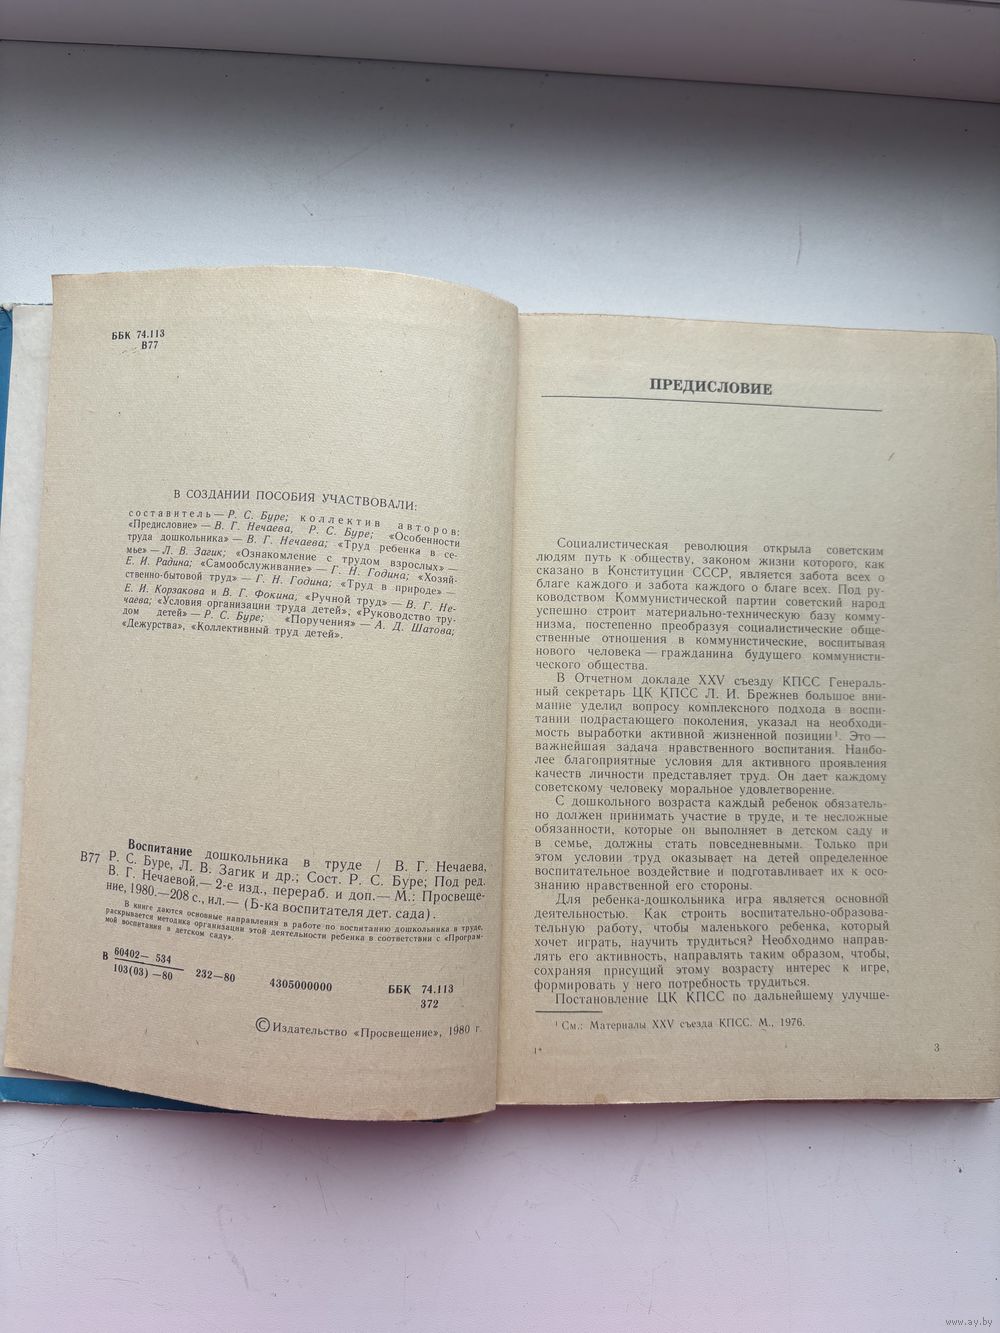 ББК 74.113
В77
В СОЗДАНИИ ПОСОБИЯ УЧАСТВОВАЛИ:
составитель — Р. С. Буре; коллектив авторов:
«Предисловие» — В. Г. Нечаева, Р. С. Буре; «Особенности
труда дошкольника» — В. Г. Нечаева; «Труд ребенка в се-
мье» — Л. В. Загик; «Ознакомление с трудом взрослых» —
Е. И. Радина; «Самообслуживание» — Г. Н. Година; «Хозяй-
ственно-бытовой труд» — Г. Н. Година; «Труд в природе» —
Е. И. Корзакова и В. Г. Фокина; «Ручной труд» — В. Г. Не-
чаева; «Условия организации труда детей», «Руководство тру-
дом детей» — Р. С. Буре; «Поручения» — А. Д. Шатова;
«Дежурства», «Коллективный труд детей».
Воспитание дошкольника в труде / В. Г. Нечаева,
В77 Р. С. Буре, Л. В. Загик и др.; Сост. Р. С. Буре; Под ред.
В. Г. Нечаевой. — 2-е изд., перераб. и доп. — М.: Просвеще-
ние, 1980. — 208 с., ил. — (Б-ка воспитателя дет. сада).
В книге даются основные направления в работе по воспитанию дошкольника в труде,
раскрывается методика организации этой деятельности ребенка в соответствии с «Програм-
мой воспитания в детском саду».
В 60402— 534
103(03) —80 232—80 4305000000 ББК 74.113
372
© Издательство «Просвещение», 1980 г.
ПРЕДИСЛОВИЕ
Социалистическая революция открыла советским
людям путь к обществу, законом жизни которого, как
сказано в Конституции СССР, является забота всех о
благе каждого и забота каждого о благе всех. Под ру-
ководством Коммунистической партии советский народ
успешно строит материально-техническую базу комму-
низма, постепенно преобразуя социалистические обще-
ственные отношения в коммунистические, воспитывая
нового человека — гражданина будущего коммунисти-
ческого общества.
В Отчетном докладе XXV съезду КПСС Генераль-
ный секретарь ЦК КПСС Л. И. Брежнев большое вни-
мание уделил вопросу комплексного подхода в воспи-
тании подрастающего поколения, указал на необходи-
мость выработки активной жизненной позиции¹. Это —
важнейшая задача нравственного воспитания. Наибо-
лее благоприятные условия для активного проявления
качеств личности представляет труд. Он дает каждому
советскому человеку моральное удовлетворение.
С дошкольного возраста каждый ребенок обязатель-
но должен принимать участие в труде, и те несложные
обязанности, которые он выполняет в детском саду и
в семье, должны стать повседневными. Только при
этом условии труд оказывает на детей определенное
воспитательное воздействие и подготавливает их к осо-
знанию нравственной его стороны.
Для ребенка-дошкольника игра является основной
деятельностью. Как строить воспитательно-образова-
тельную работу, чтобы маленького ребенка, который
хочет играть, научить трудиться? Необходимо направ-
лять его активность, направлять таким образом, чтобы,
сохраняя присущий этому возрасту интерес к игре,
формировать у него потребность трудиться.
Постановление ЦК КПСС по дальнейшему улучше-
¹ См.: Материалы XXV съезда КПСС. М., 1976.
1*
3
www.ay.by